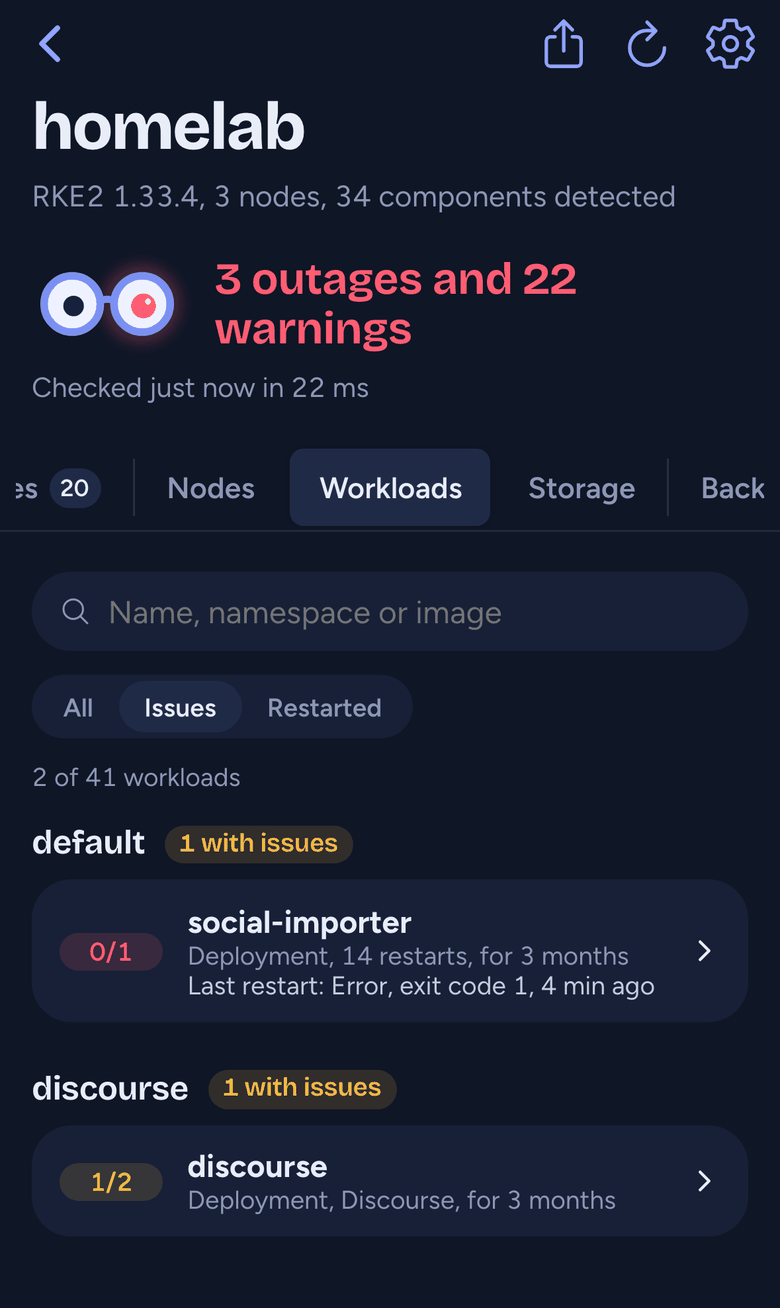 homelab
RKE2 1.33.4, 3 nodes, 34 components detected
3 outages and 22
warnings
Checked just now in 22 ms
es 20 Nodes Workloads Storage Back
Name, namespace or image
All Issues Restarted
2 of 41 workloads
default 1 with issues
social-importer
0/1
Deployment, 14 restarts, for 3 months
Last restart: Error, exit code 1, 4 min ago
discourse 1 with issues
discourse
1/2
Deployment, Discourse, for 3 months